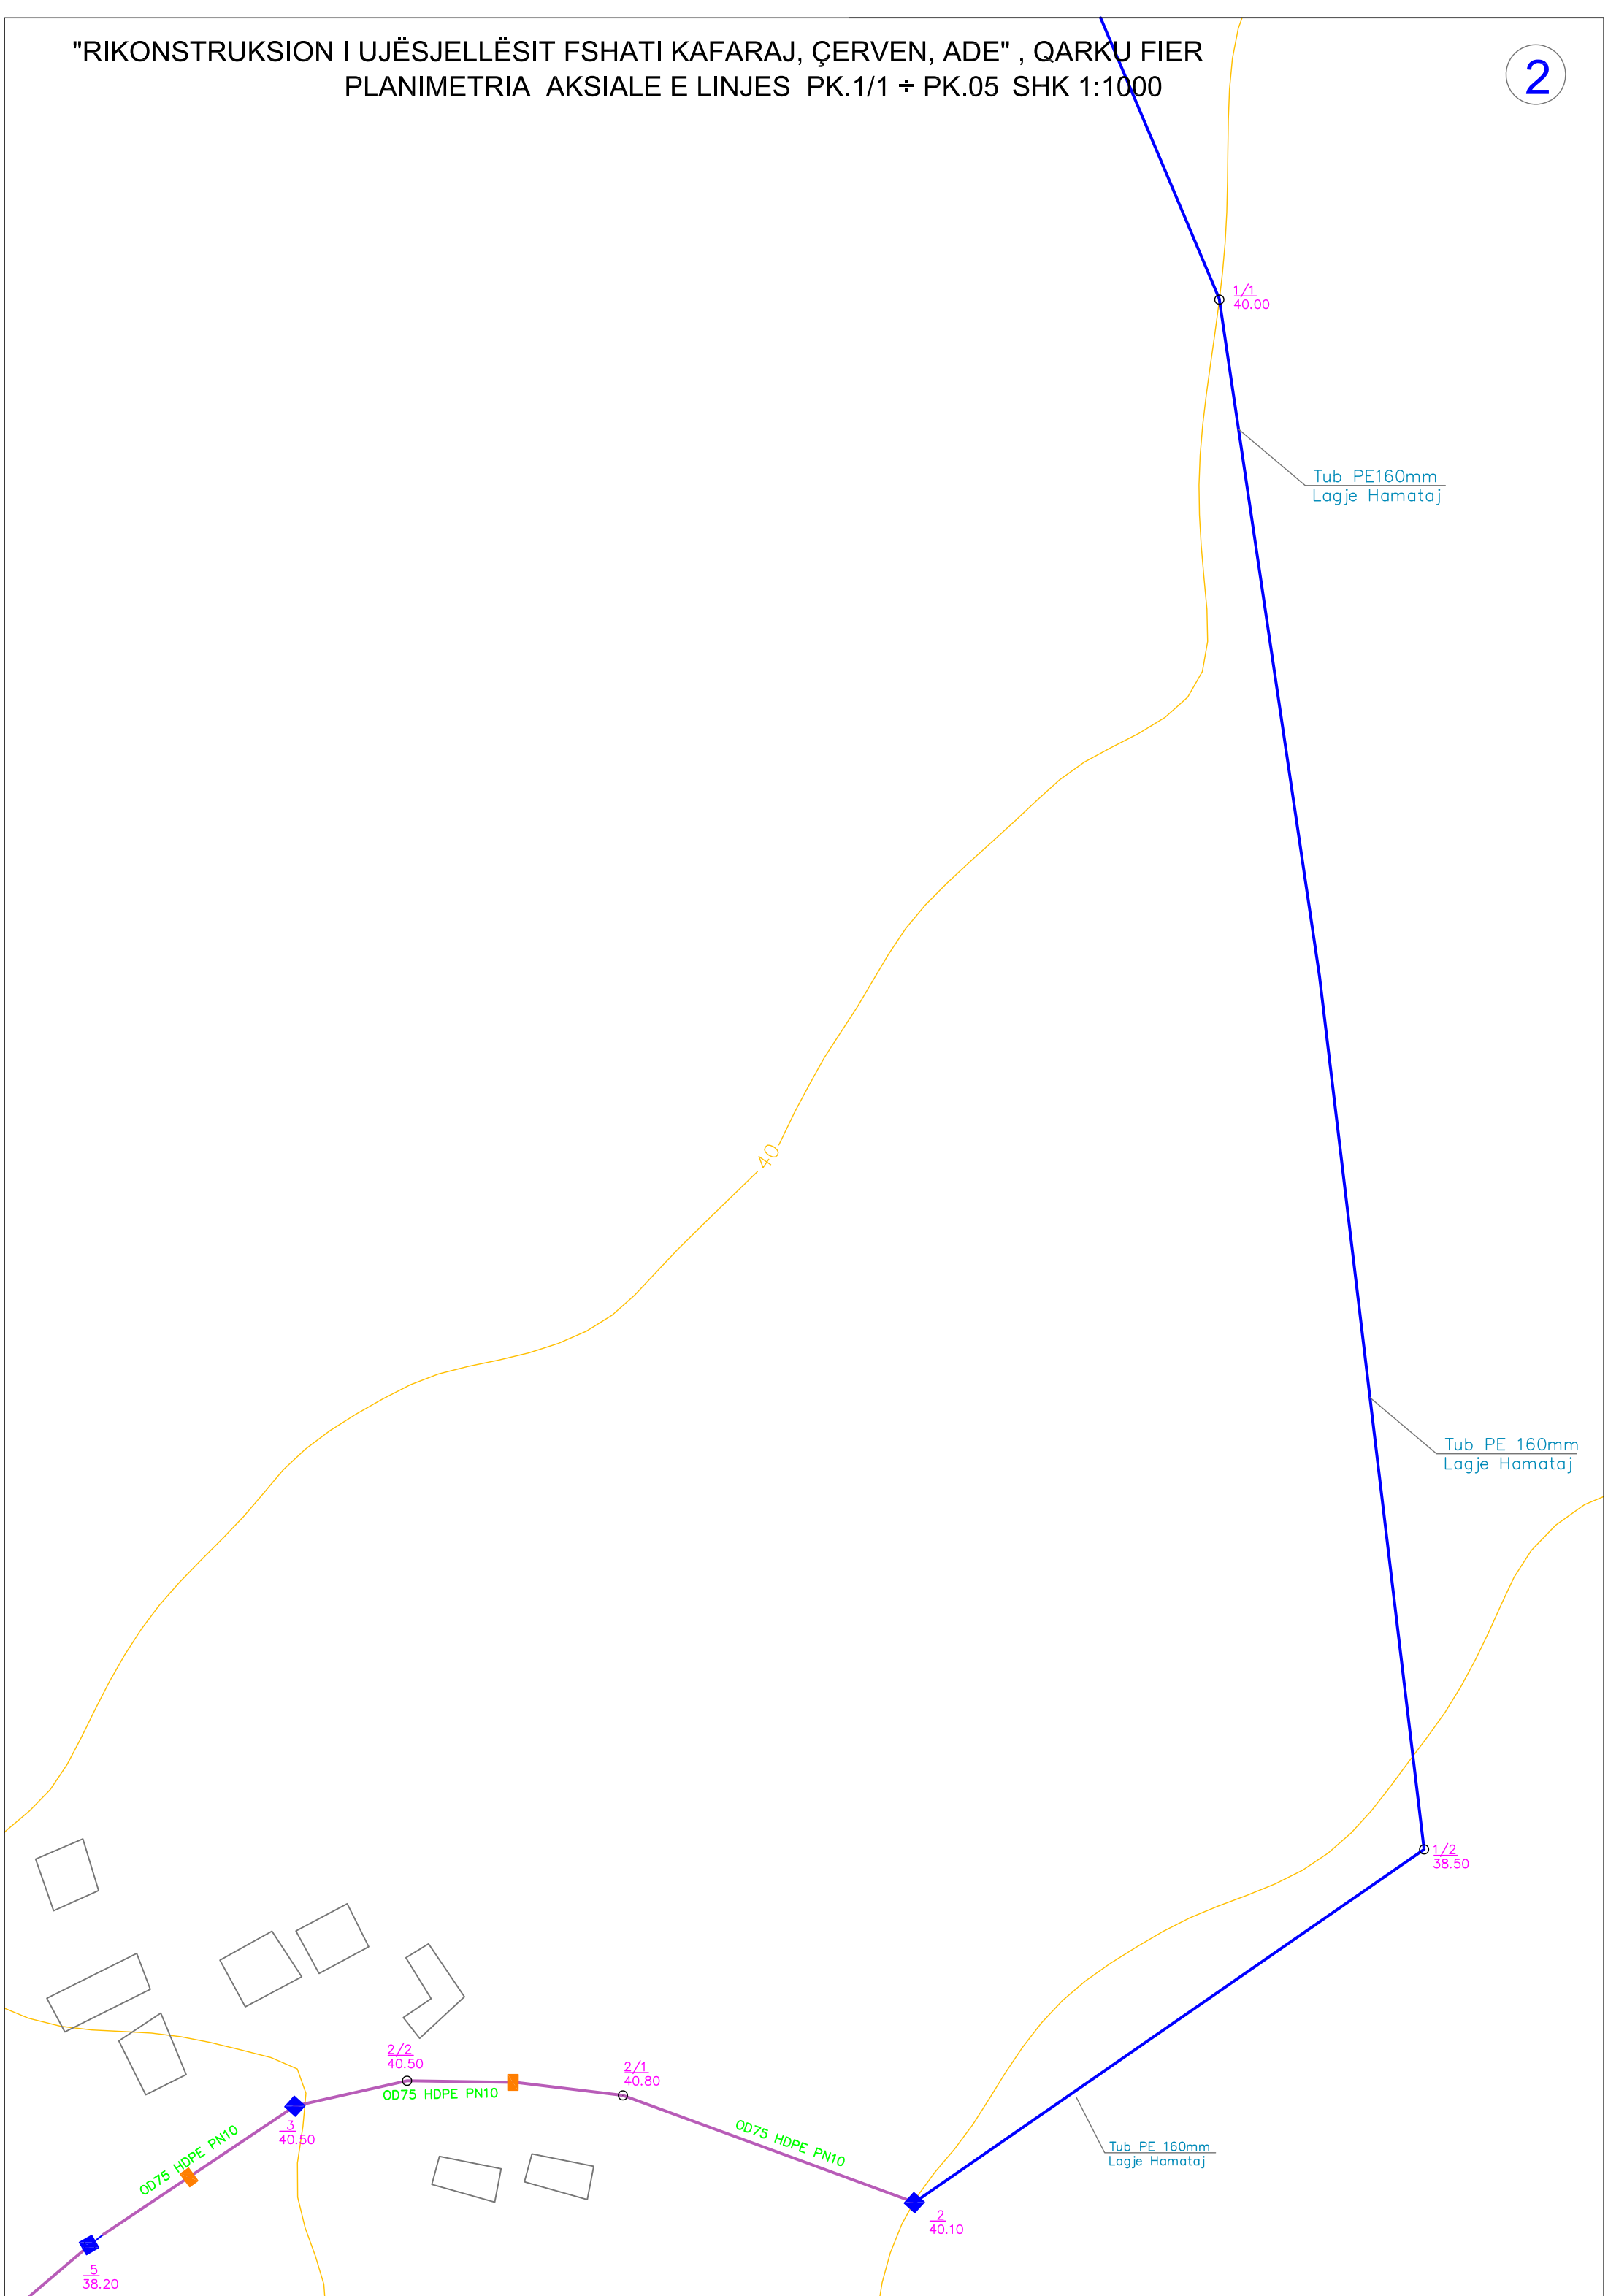 "RIKONSTRUKSION I UJËSJELLËSIT FSHATI KAFARAJ, ÇERVEN, ADE" , QARKU FIER
PLANIMETRIA AKSIALE E LINJES PK.1/1 ÷ PK.05 SHK 1:1000
2
1/1
40.00
Tub PE160mm
Lagje Hamataj
40
Tub PE 160mm
Lagje Hamataj
1/2
38.50
2/2
40.50
OD75 HDPE PN10
2/1
40.80
OD75 HDPE PN10
3
40.50
OD75 HDPE PN10
Tub PE 160mm
Lagje Hamataj
2
40.10
5
38.20